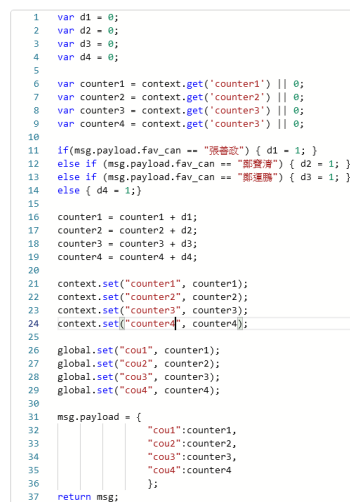 1 var d1 = 0;
2 var d2 = 0;
3 var d3 = 0;
4 var d4 = 0;
5
6 var counter1 = context.get('counter1') || 0;
7 var counter2 = context.get('counter2') || 0;
8 var counter3 = context.get('counter3') || 0;
9 var counter4 = context.get('counter3') || 0;
10
11 if(msg.payload.fav_can == "張善政") { d1 = 1; }
12 else if (msg.payload.fav_can == "鄭寶清") { d2 = 1; }
13 else if (msg.payload.fav_can == "鄭運鵬") { d3 = 1; }
14 else { d4 = 1;}
15
16 counter1 = counter1 + d1;
17 counter2 = counter2 + d2;
18 counter3 = counter3 + d3;
19 counter4 = counter4 + d4;
20
21 context.set("counter1", counter1);
22 context.set("counter2", counter2);
23 context.set("counter3", counter3);
24 context.set("counter4", counter4);
25
26 global.set("cou1", counter1);
27 global.set("cou2", counter2);
28 global.set("cou3", counter3);
29 global.set("cou4", counter4);
30
31 msg.payload = {
32 "cou1":counter1,
33 "cou2":counter2,
34 "cou3":counter3,
35 "cou4":counter4
36 };
37 return msg;